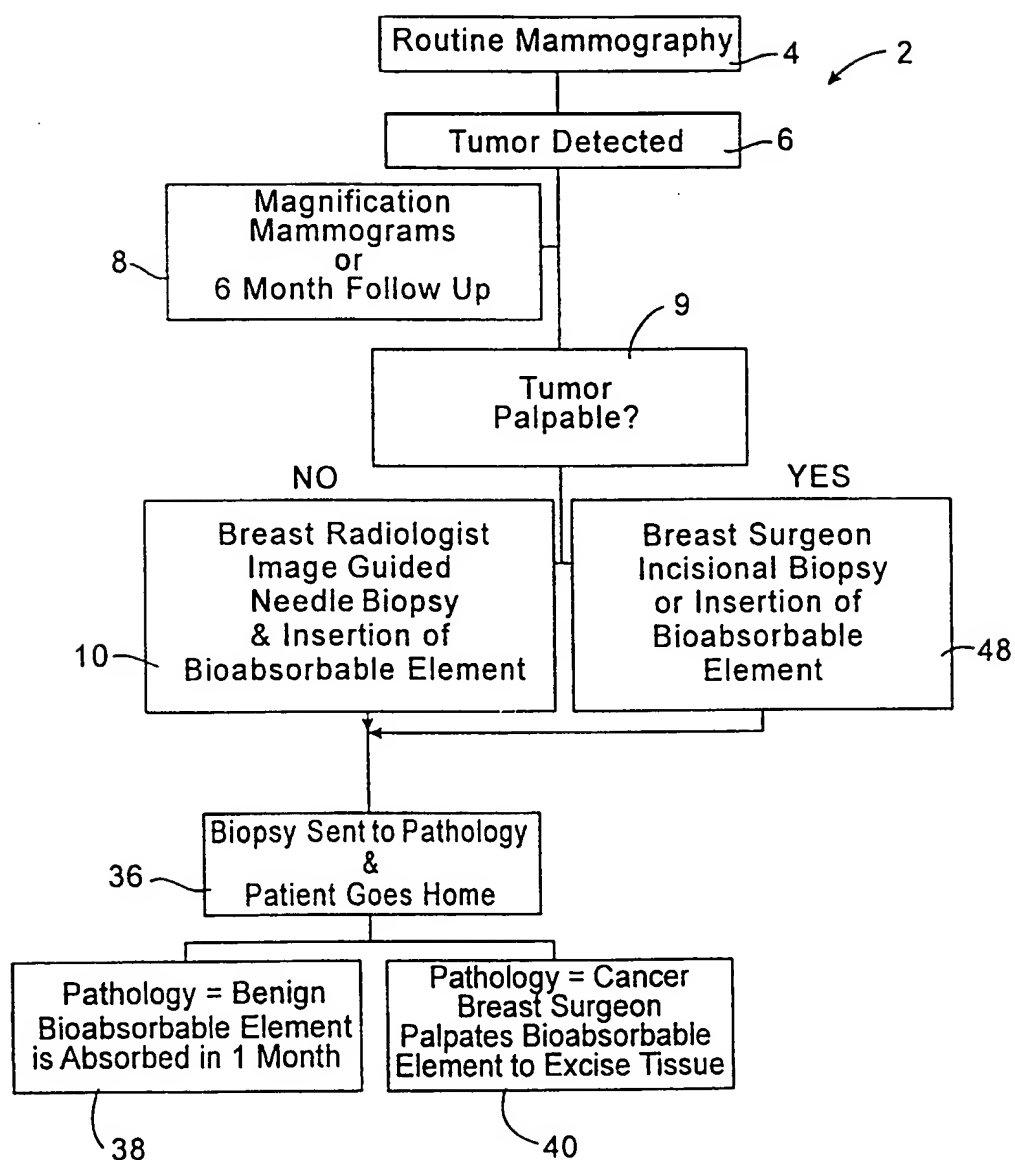 Routine Mammography
4
2
Tumor Detected
6
Magnification
Mammograms
or
6 Month Follow Up
8
9
Tumor
Palpable?
NO
YES
Breast Radiologist
Image Guided
Needle Biopsy
& Insertion of
Bioabsorbable Element
10
Breast Surgeon
Incisional Biopsy
or Insertion of
Bioabsorbable
Element
48
Biopsy Sent to Pathology
&
Patient Goes Home
36
Pathology = Benign
Bioabsorbable Element
is Absorbed in 1 Month
38
Pathology = Cancer
Breast Surgeon
Palpates Bioabsorbable
Element to Excise Tissue
40